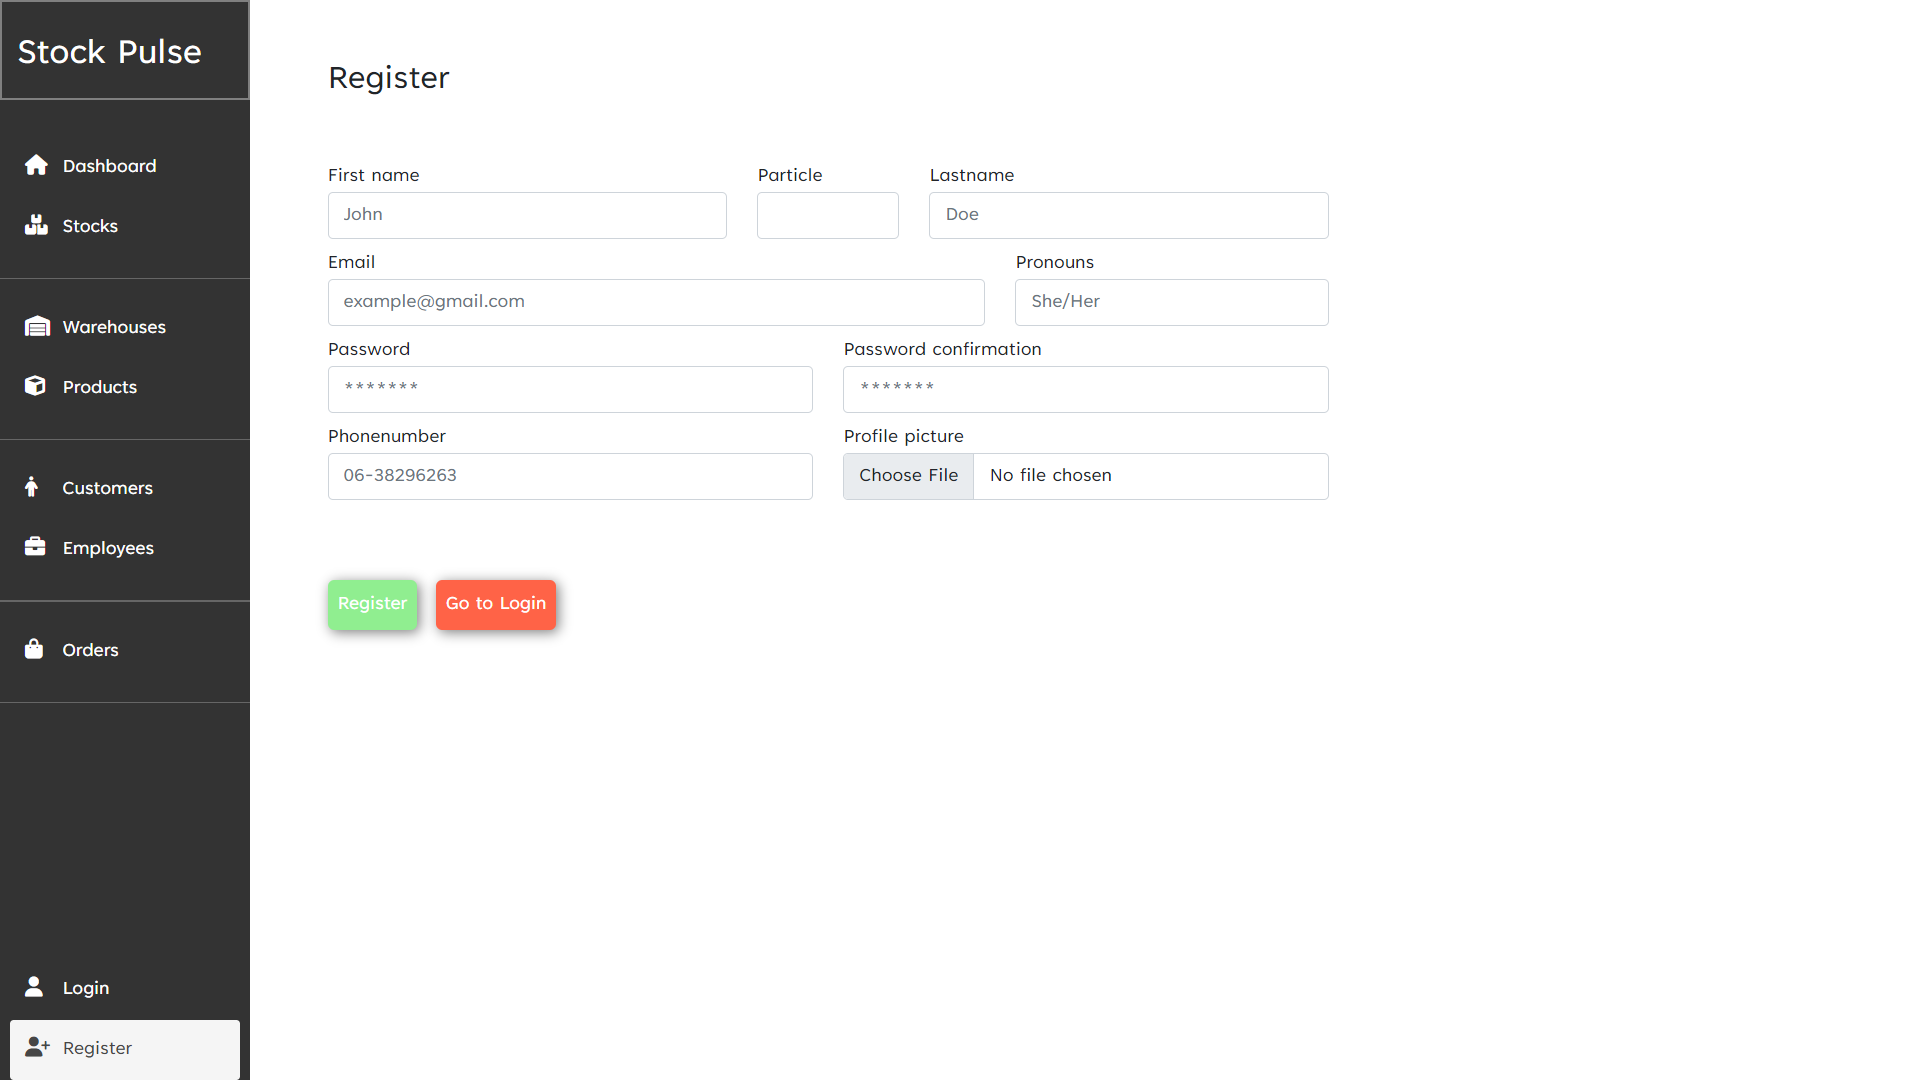 Stock Pulse
Dashboard
Stocks
Warehouses
Products
Customers
Employees
Orders
Login
Register
Register
First name
Particle
Lastname
John
Doe
Email
Pronouns
example@gmail.com
She/Her
Password
Password confirmation
*******
*******
Phonenumber
Profile picture
06-38296263
Choose File
No file chosen
Register
Go to Login